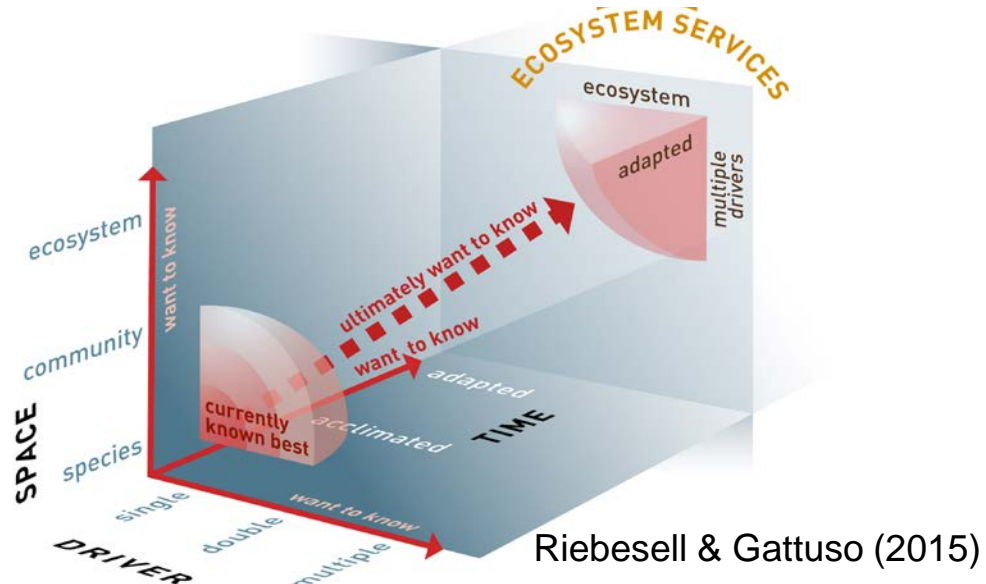 ECOSYSTEM SERVICES
ecosystem
adapted
multiple
drivers
ecosystem
want to know
ultimately want to know
want to know
community
adapted
acclimated
TIME
currently
known best
SPACE
species
want to know
single
double
multiple
DRIVER
Riebesell & Gattuso (2015)